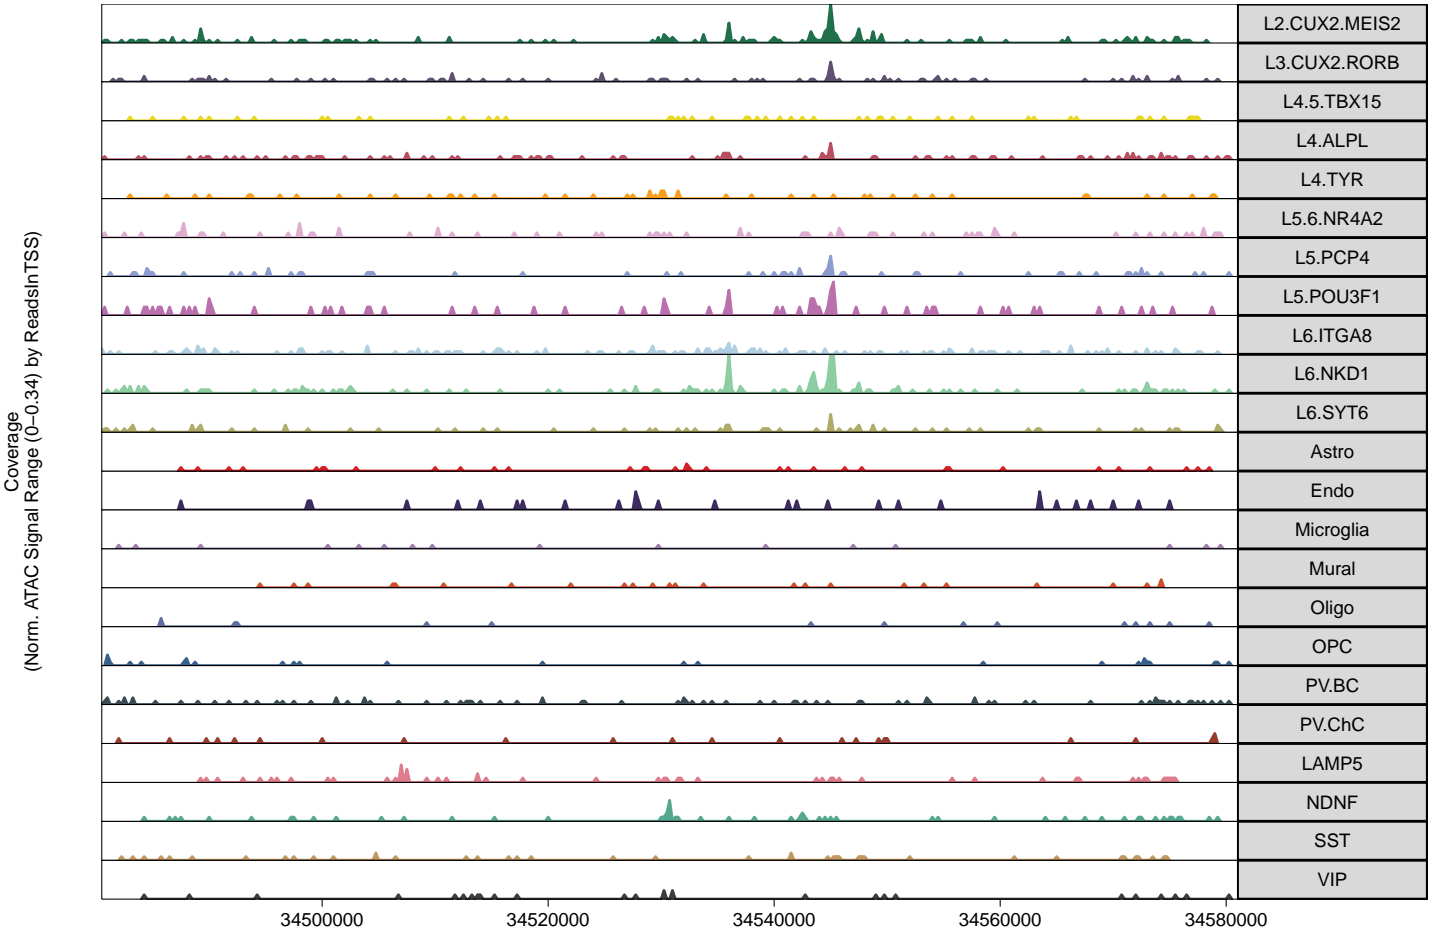 L2.CUX2.MEIS2
L3.CUX2.RORB
L4.5.TBX15
L4.ALPL
L4.TYR
L5.6.NR4A2
L5.PCP4
L5.POU3F1
L6.ITGA8
L6.NKD1
L6.SYT6
Astro
Endo
Microglia
Mural
Oligo
OPC
PV.BC
PV.ChC
LAMP5
NDNF
SST
VIP
Coverage
(Norm. ATAC Signal Range (0−0.34) by ReadsInTSS)
34500000 34520000 34540000 34560000 34580000